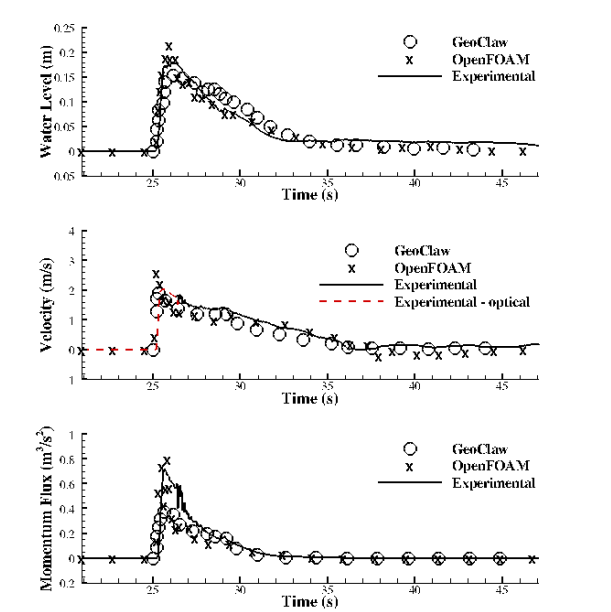 0.25
0.2
0.15
0.1
0.05
0
0.05
Water Level (m)
GeoClaw
OpenFOAM
Experimental
25 30 35 40 45
Time (s)
4
3
2
1
0
1
Velocity (m/s)
GeoClaw
OpenFOAM
Experimental
Experimental - optical
25 30 35 40 45
Time (s)
1
0.8
0.6
0.4
0.2
0
0.2
Momentum Flux (m³/s²)
GeoClaw
OpenFOAM
Experimental
25 30 35 40 45
Time (s)